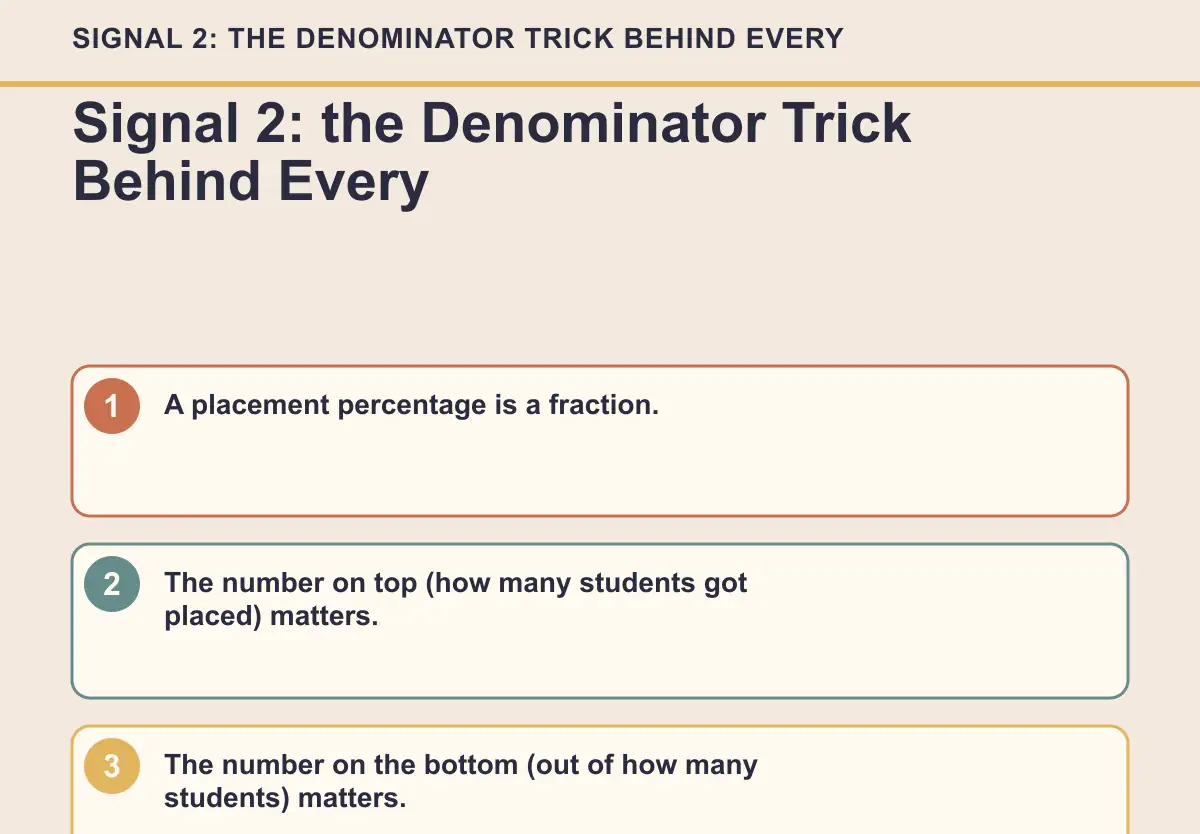 SIGNAL 2: THE DENOMINATOR TRICK BEHIND EVERY
Signal 2: the Denominator Trick
Behind Every
1
A placement percentage is a fraction.
2
The number on top (how many students got
placed) matters.
3
The number on the bottom (out of how many
students) matters.